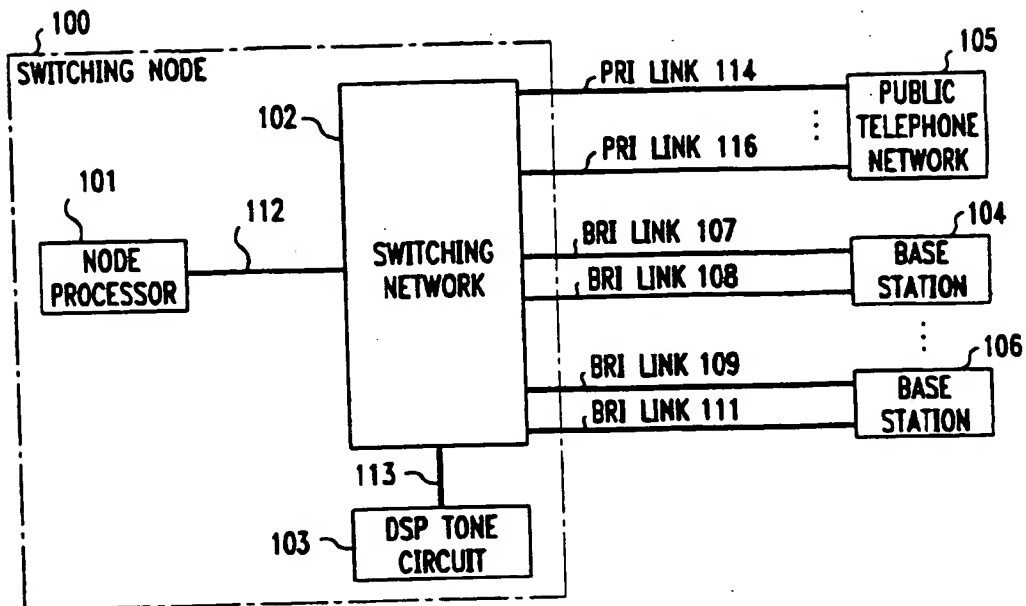 100
SWITCHING NODE
102
PRI LINK 114
105
PUBLIC
TELEPHONE
NETWORK
PRI LINK 116
101
112
NODE
PROCESSOR
SWITCHING
NETWORK
BRI LINK 107
104
BASE
STATION
BRI LINK 108
BRI LINK 109
106
BASE
STATION
BRI LINK 111
113
103
DSP TONE
CIRCUIT